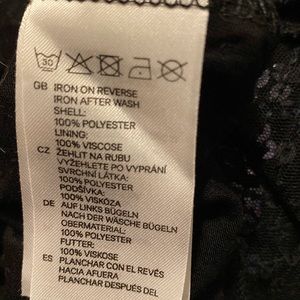 30
GB IRON ON REVERSE
IRON AFTER WASH
SHELL:
100% POLYESTER
LINING:
100% VISCOSE
CZ ŽEHLIT NA RUBU
VYŽEHLETE PO VYPRÁNÍ
SVRCHNÍ LÁTKA:
100% POLYESTER
PODŠÍVKA:
100% VISKÓZA
DE AUF LINKS BÜGELN
NACH DER WÄSCHE BÜGELN
OBERMATERIAL:
100% POLYESTER
FUTTER:
100% VISKOSE
ES PLANCHAR CON EL REVÉS
HACIA AFUERA
PLANCHAR DESPUÉS DEL